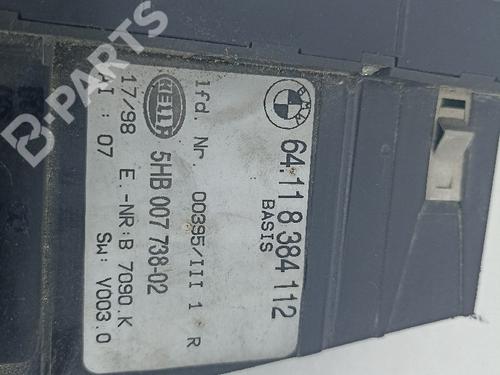 B-PARTS
BMW
64.11 8 384 112
BASIS
lfd. Nr 00395/III 1 R
HELLA
5HB 007 738-02
17/98 E.-NR:B 7090.K
AI : 07 SW: V003.0